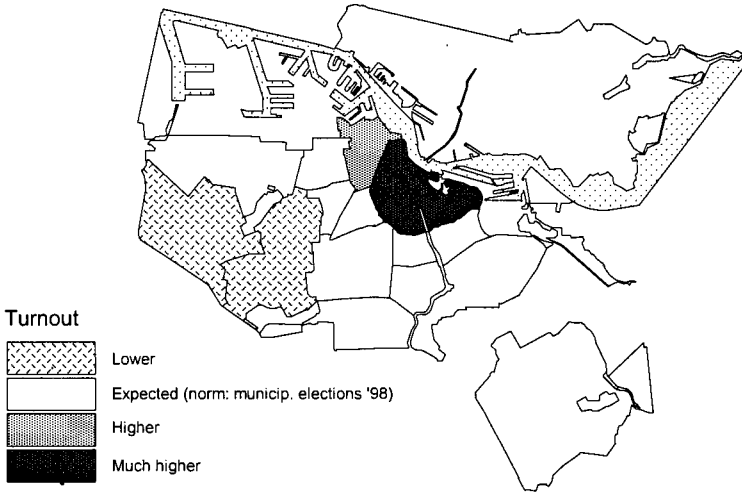 Turnout
Lower
Expected (norm: municip. elections '98)
Higher
Much higher